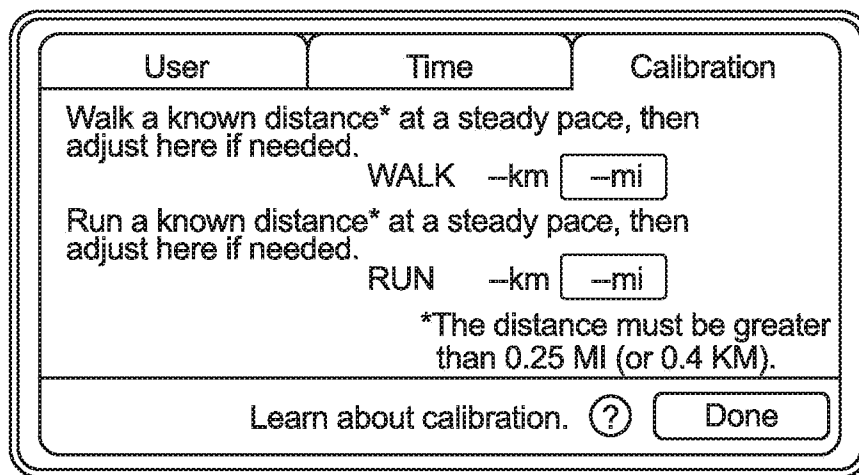 User Time Calibration
Walk a known distance* at a steady pace, then
adjust here if needed.
WALK --km --mi
Run a known distance* at a steady pace, then
adjust here if needed.
RUN --km --mi
*The distance must be greater
than 0.25 MI (or 0.4 KM).
Learn about calibration. ? Done